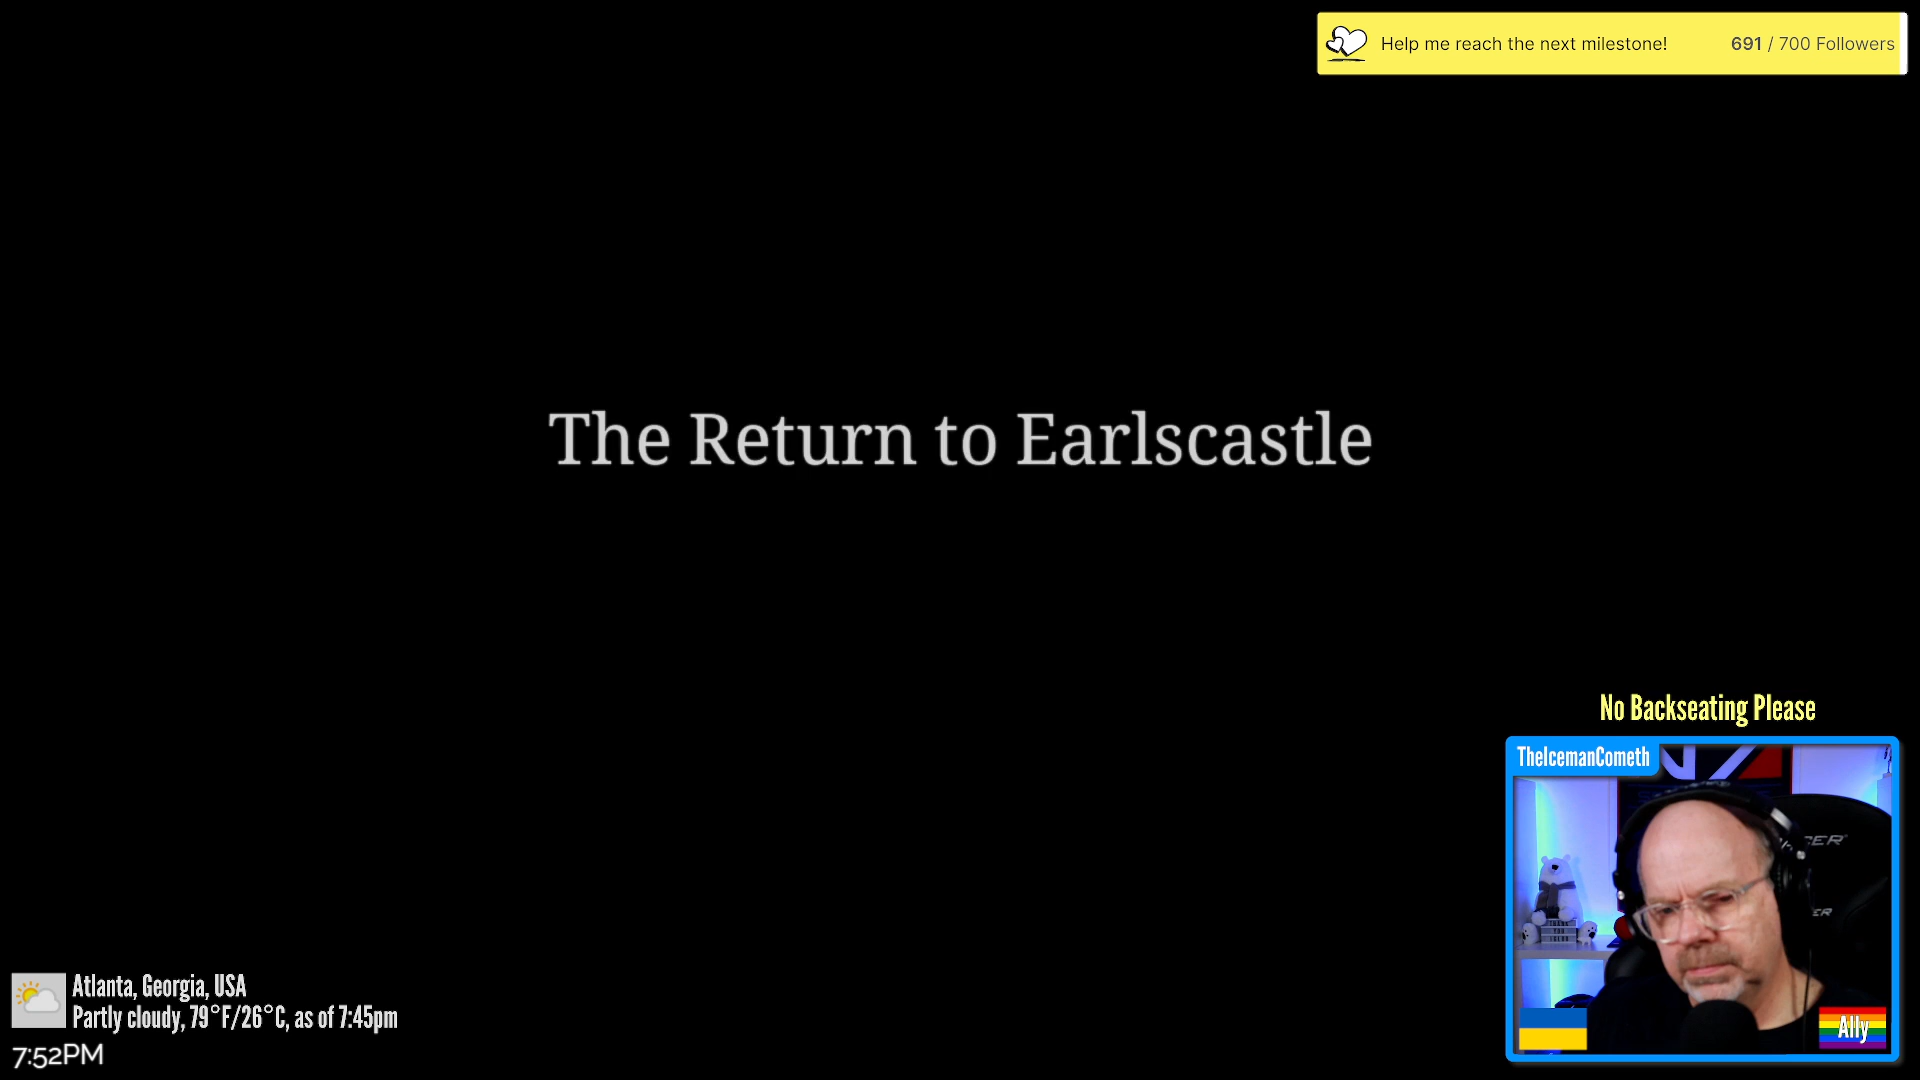 Help me reach the next milestone! 691 / 700 Followers
The Return to Earlscastle
No Backseating Please
TheIcemanCometh
Ally
Atlanta, Georgia, USA
Partly cloudy, 79°F/26°C, as of 7:45pm
7:52PM